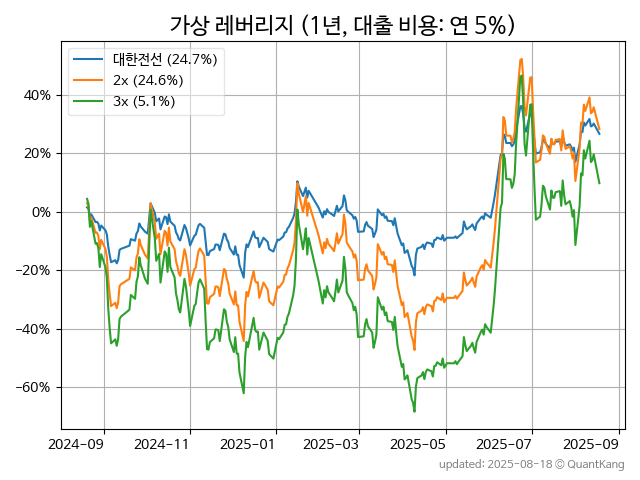 가상 레버리지 (1년, 대출 비용: 연 5%)
대한전선 (24.7%)
2x (24.6%)
3x (5.1%)
40%
20%
0%
−20%
−40%
−60%
2024-09 2024-11 2025-01 2025-03 2025-05 2025-07 2025-09
updated: 2025-08-18 © QuantKang